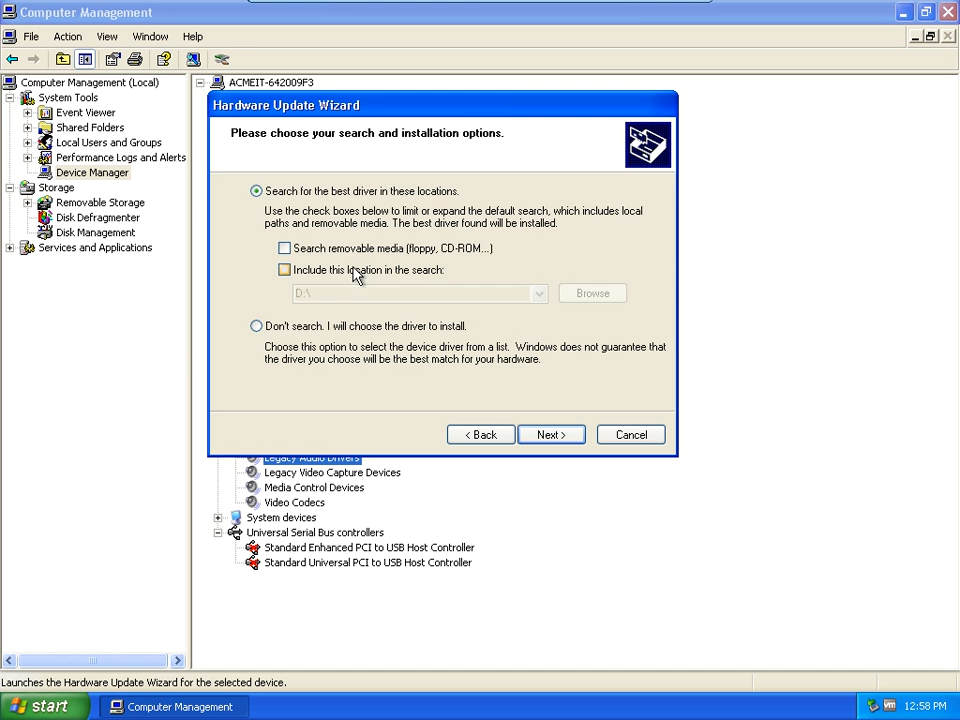 Computer Management
File Action View Window Help
Computer Management (Local)
System Tools
Event Viewer
Shared Folders
Local Users and Groups
Performance Logs and Alerts
Device Manager
Storage
Removable Storage
Disk Defragmenter
Disk Management
Services and Applications
ACMEIT-642009F3
Hardware Update Wizard
Please choose your search and installation options.
Search for the best driver in these locations.
Use the check boxes below to limit or expand the default search, which includes local
paths and removable media. The best driver found will be installed.
Search removable media (floppy, CD-ROM...)
Include this location in the search:
D:\
Browse
Don't search. I will choose the driver to install.
Choose this option to select the device driver from a list. Windows does not guarantee that
the driver you choose will be the best match for your hardware.
< Back Next > Cancel
Legacy Audio Drivers
Legacy Video Capture Devices
Media Control Devices
Video Codecs
System devices
Universal Serial Bus controllers
Standard Enhanced PCI to USB Host Controller
Standard Universal PCI to USB Host Controller
Launches the Hardware Update Wizard for the selected device.
start Computer Management 12:58 PM